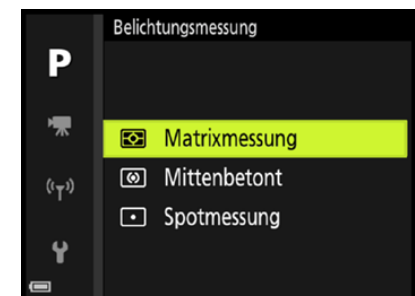 Belichtungsmessung
P
Matrixmessung
Mittenbetont
Spotmessung